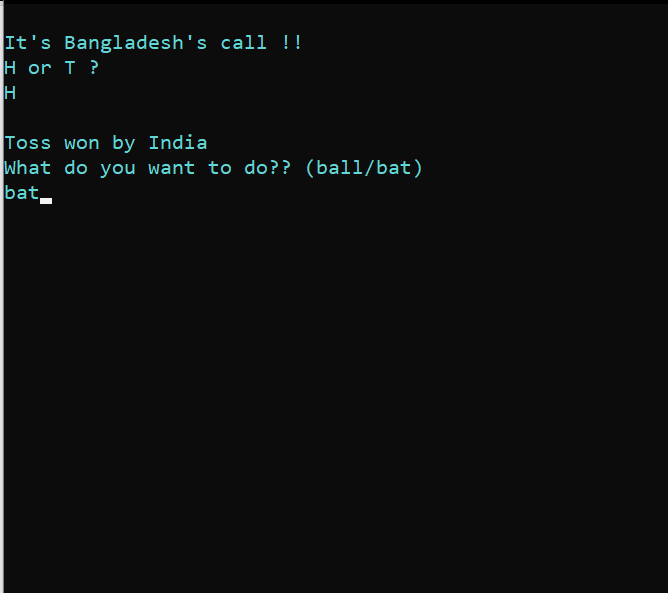 It's Bangladesh's call !!
H or T ?
H
Toss won by India
What do you want to do?? (ball/bat)
bat